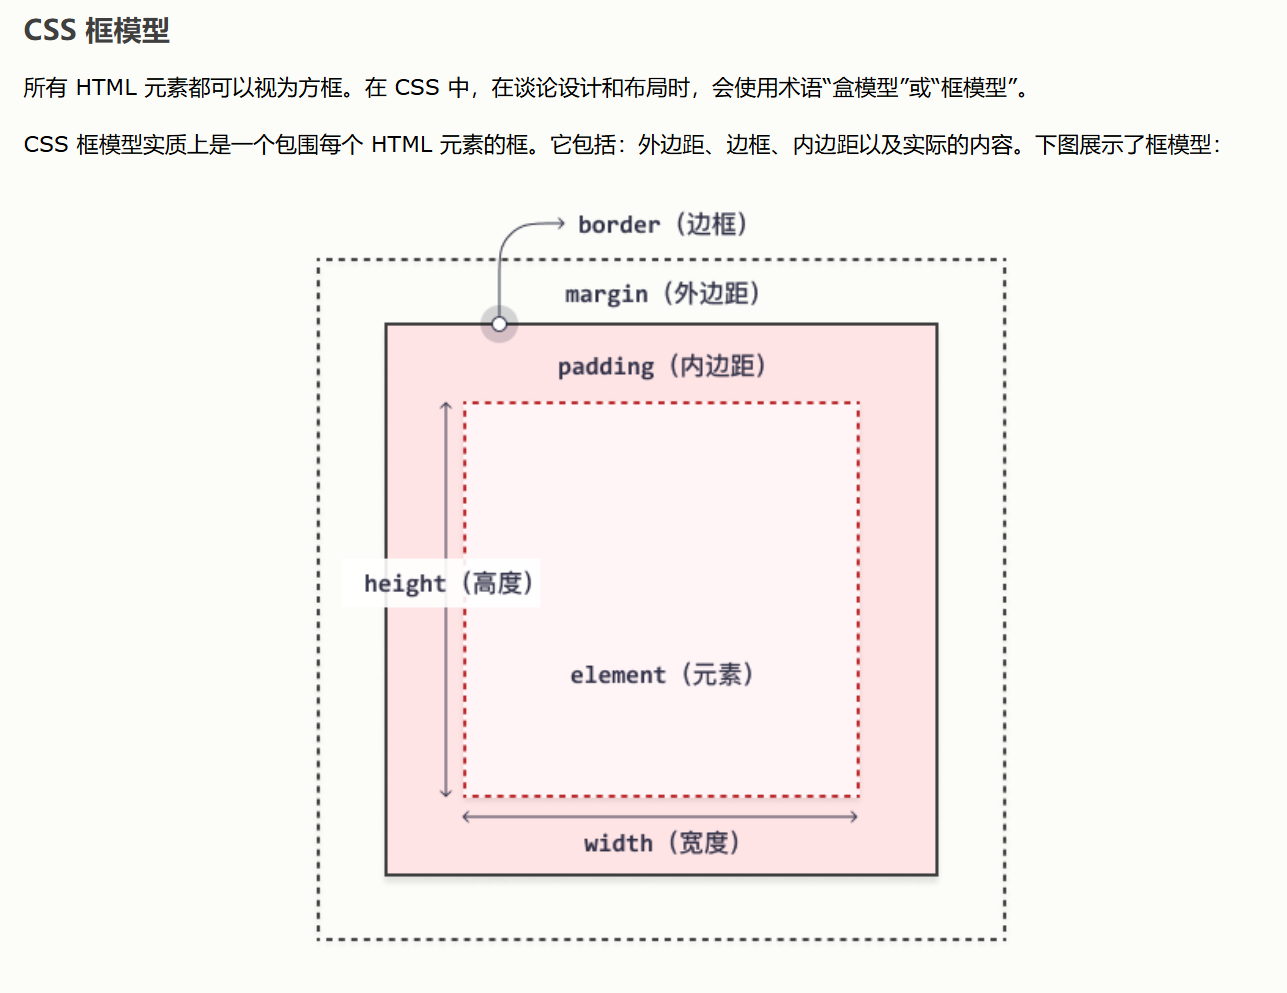 CSS 框模型
所有 HTML 元素都可以视为方框。在 CSS 中，在谈论设计和布局时，会使用术语“盒模型”或“框模型”。
CSS 框模型实质上是一个包围每个 HTML 元素的框。它包括：外边距、边框、内边距以及实际的内容。下图展示了框模型：
border（边框）
margin（外边距）
padding（内边距）
height（高度）
element（元素）
width（宽度）